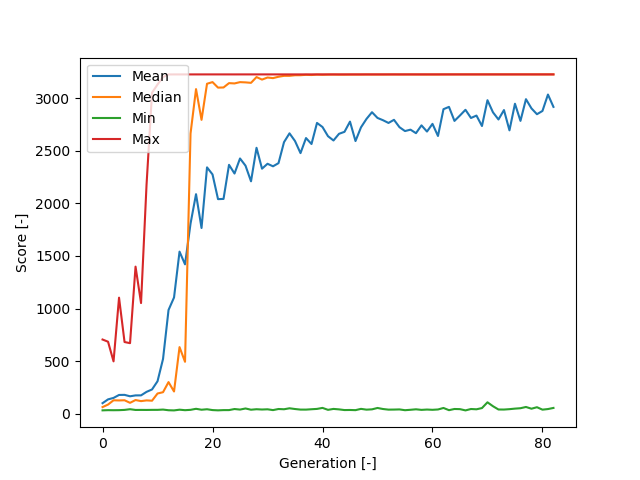 Mean
Median
Min
Max
3000
2500
2000
1500
1000
500
0
Score [-]
0 20 40 60 80
Generation [-]